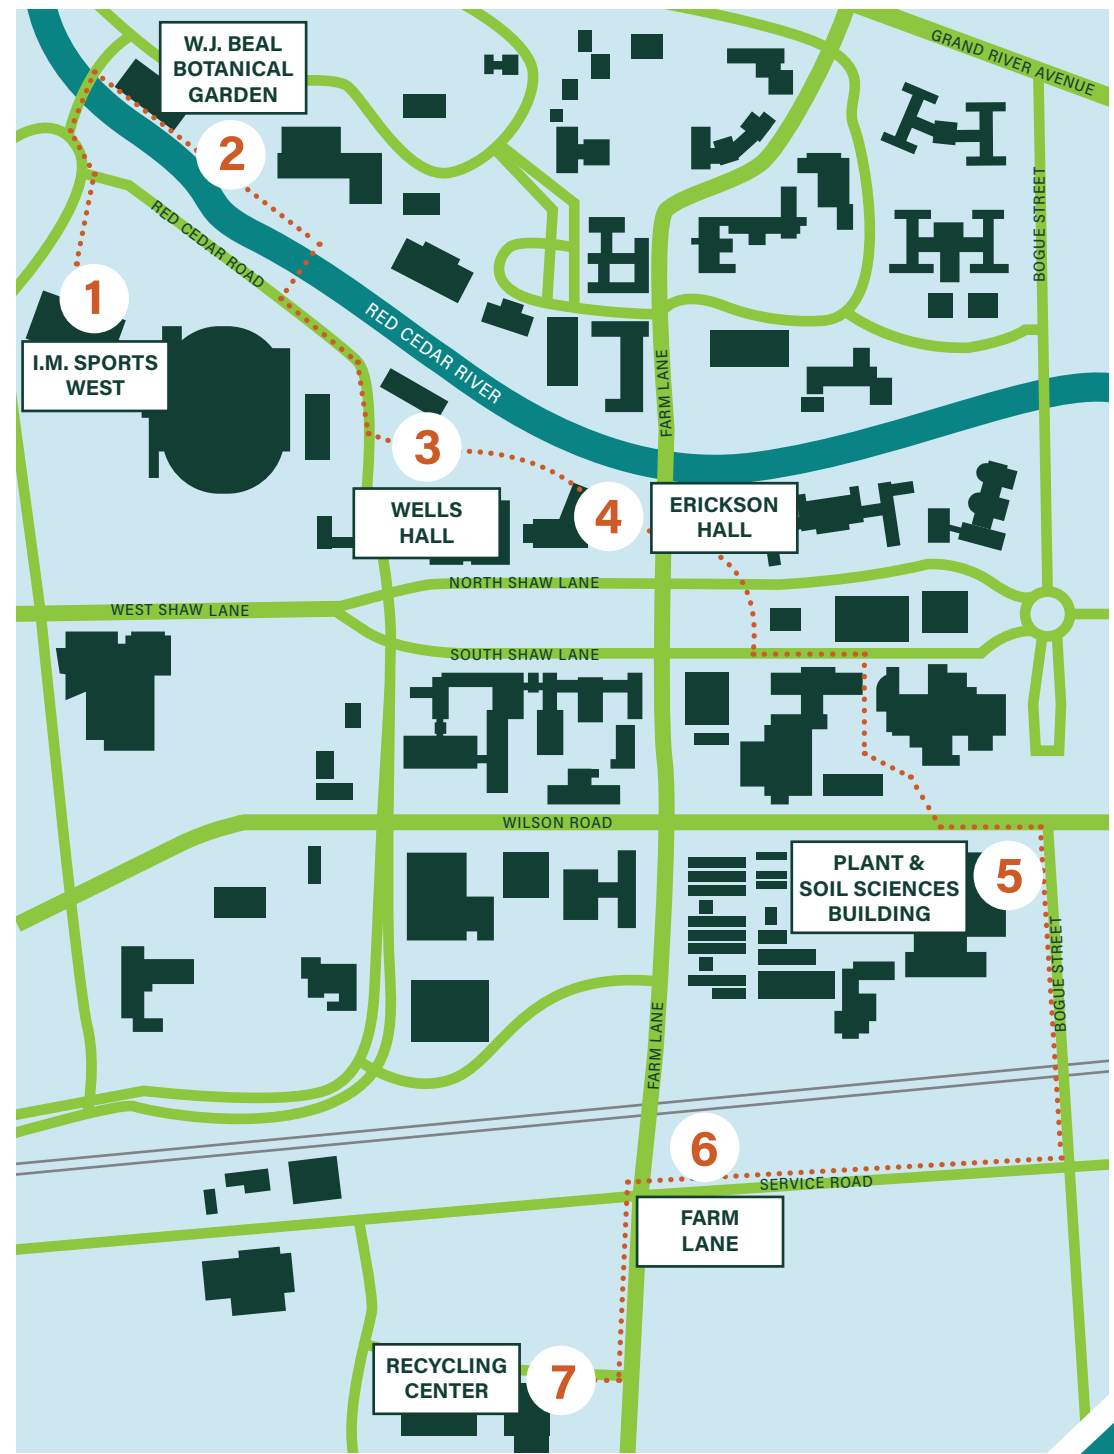 W.J. BEAL
BOTANICAL
GARDEN
GRAND RIVER AVENUE
2
BOGUE STREET
RED CEDAR ROAD
1
I.M. SPORTS
WEST
RED CEDAR RIVER
FARM LANE
3
WELLS
HALL
4
ERICKSON
HALL
NORTH SHAW LANE
WEST SHAW LANE
SOUTH SHAW LANE
WILSON ROAD
PLANT &
SOIL SCIENCES
BUILDING
5
BOGUE STREET
FARM LANE
6
SERVICE ROAD
FARM
LANE
RECYCLING
CENTER
7